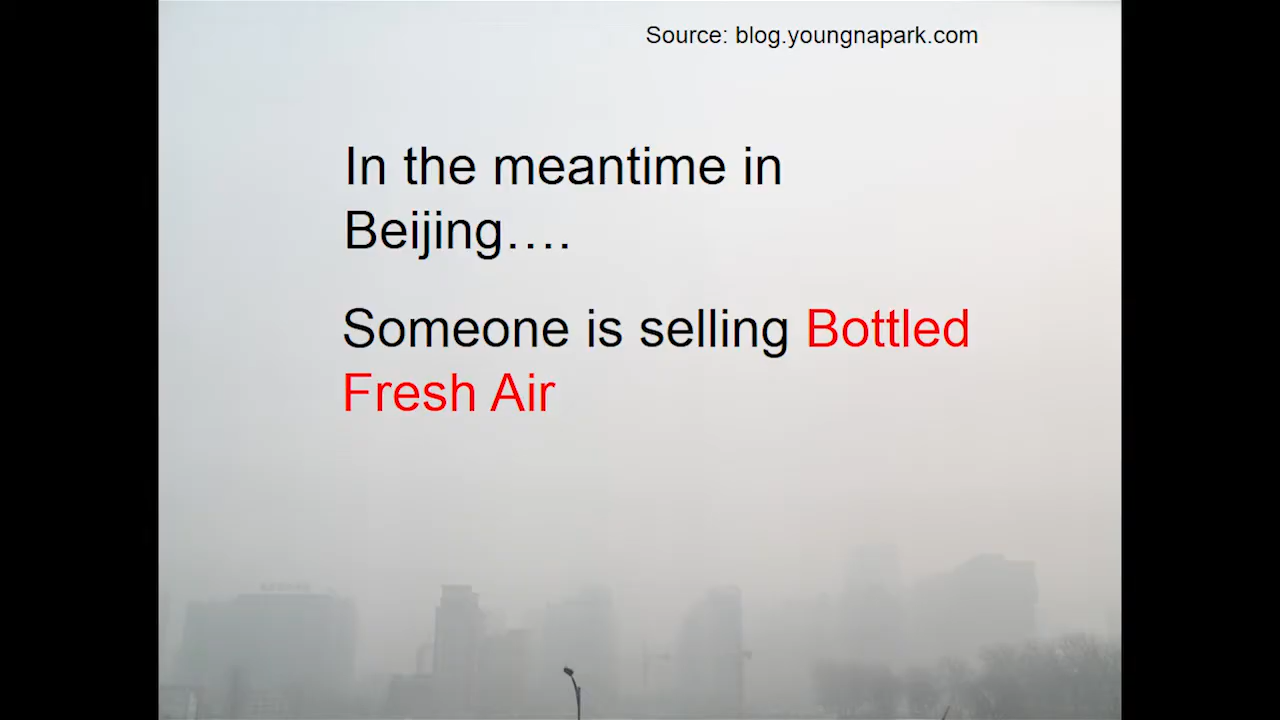 Source: blog.youngnapark.com
In the meantime in
Beijing….
Someone is selling Bottled
Fresh Air